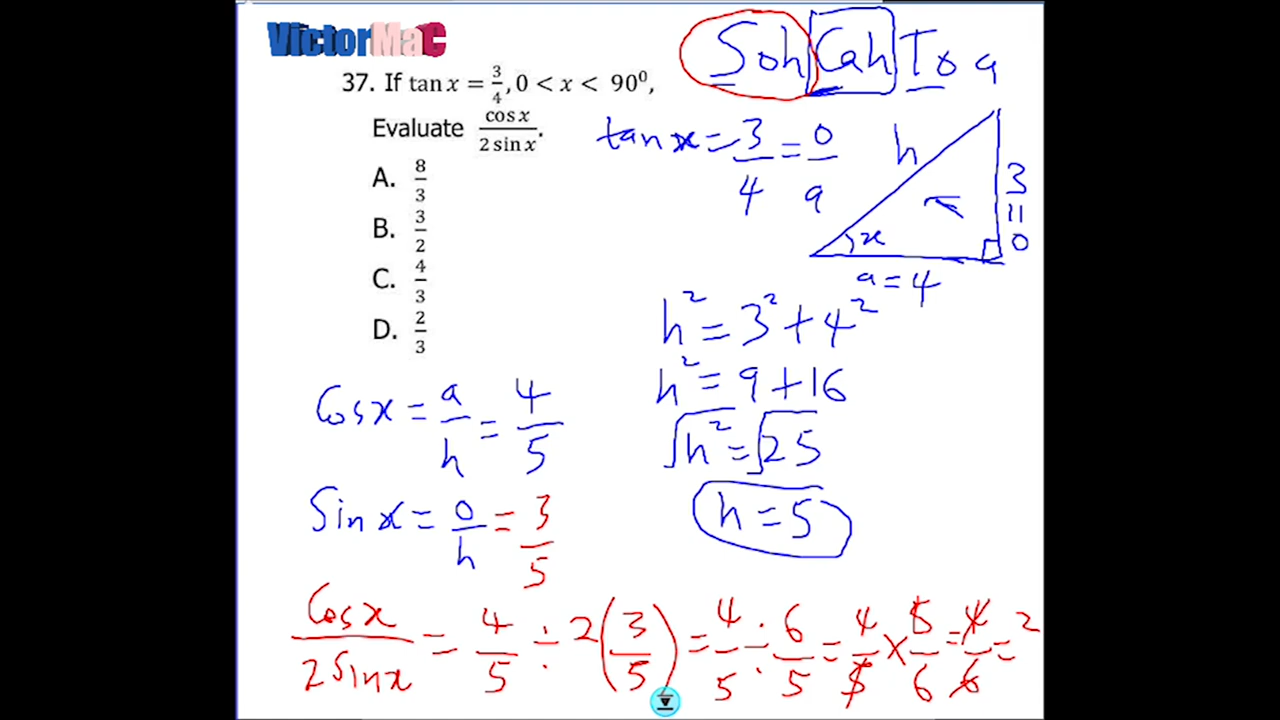 VictorMaC
Soh Cah Toa
37. If tan x = 3/4, 0 < x < 90⁰,
Evaluate cos x / 2 sin x.
A. 8/3
B. 3/2
C. 4/3
D. 2/3
tan x = 3/4 = o/a
h
x
3
11
0
a = 4
h² = 3² + 4²
h² = 9 + 16
√h² = √25
h = 5
Cos x = a/h = 4/5
Sin x = o/h = 3/5
Cos x / 2 Sin x = 4/5 ÷ 2(3/5) = 4/5 ÷ 6/5 = 4/5 × 5/6 = 4/6 = 2